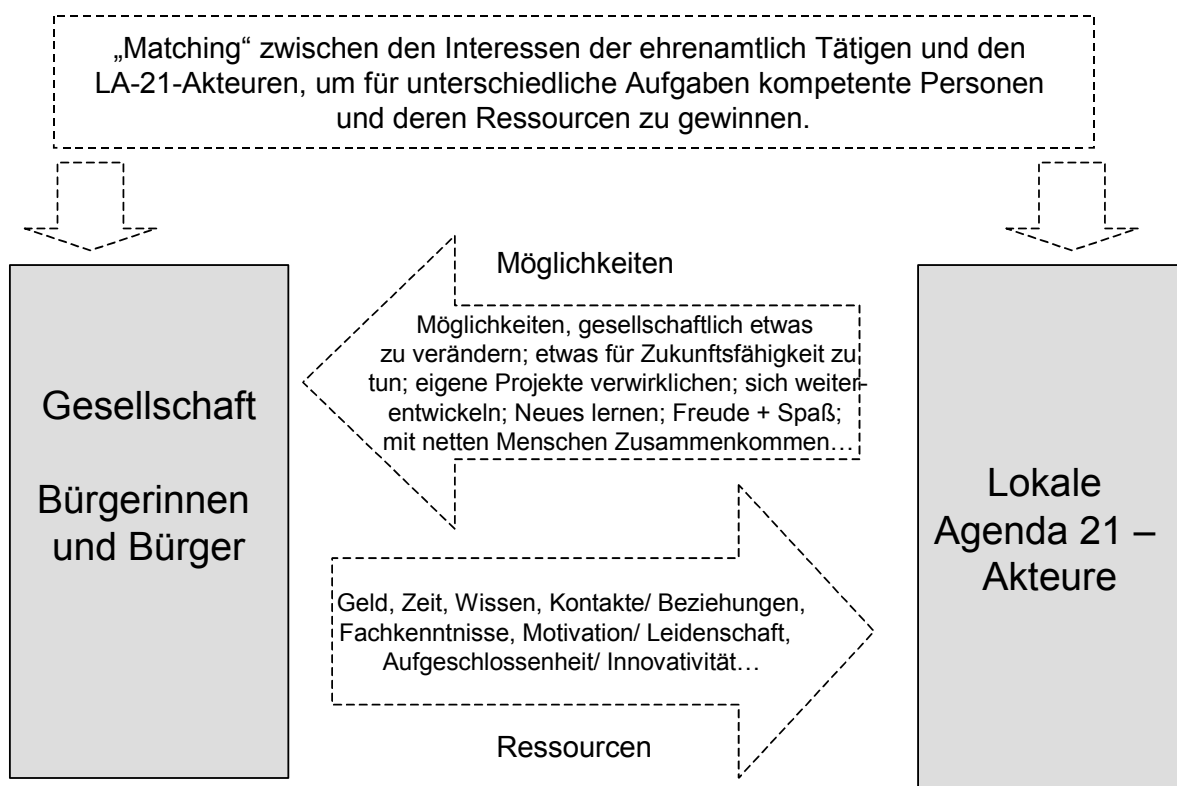 „Matching“ zwischen den Interessen der ehrenamtlich Tätigen und den
LA-21-Akteuren, um für unterschiedliche Aufgaben kompetente Personen
und deren Ressourcen zu gewinnen.
Möglichkeiten
Möglichkeiten, gesellschaftlich etwas
zu verändern; etwas für Zukunftsfähigkeit zu
tun; eigene Projekte verwirklichen; sich weiter-
entwickeln; Neues lernen; Freude + Spaß;
mit netten Menschen Zusammenkommen…
Gesellschaft
Bürgerinnen
und Bürger
Lokale
Agenda 21 –
Akteure
Geld, Zeit, Wissen, Kontakte/ Beziehungen,
Fachkenntnisse, Motivation/ Leidenschaft,
Aufgeschlossenheit/ Innovativität…
Ressourcen